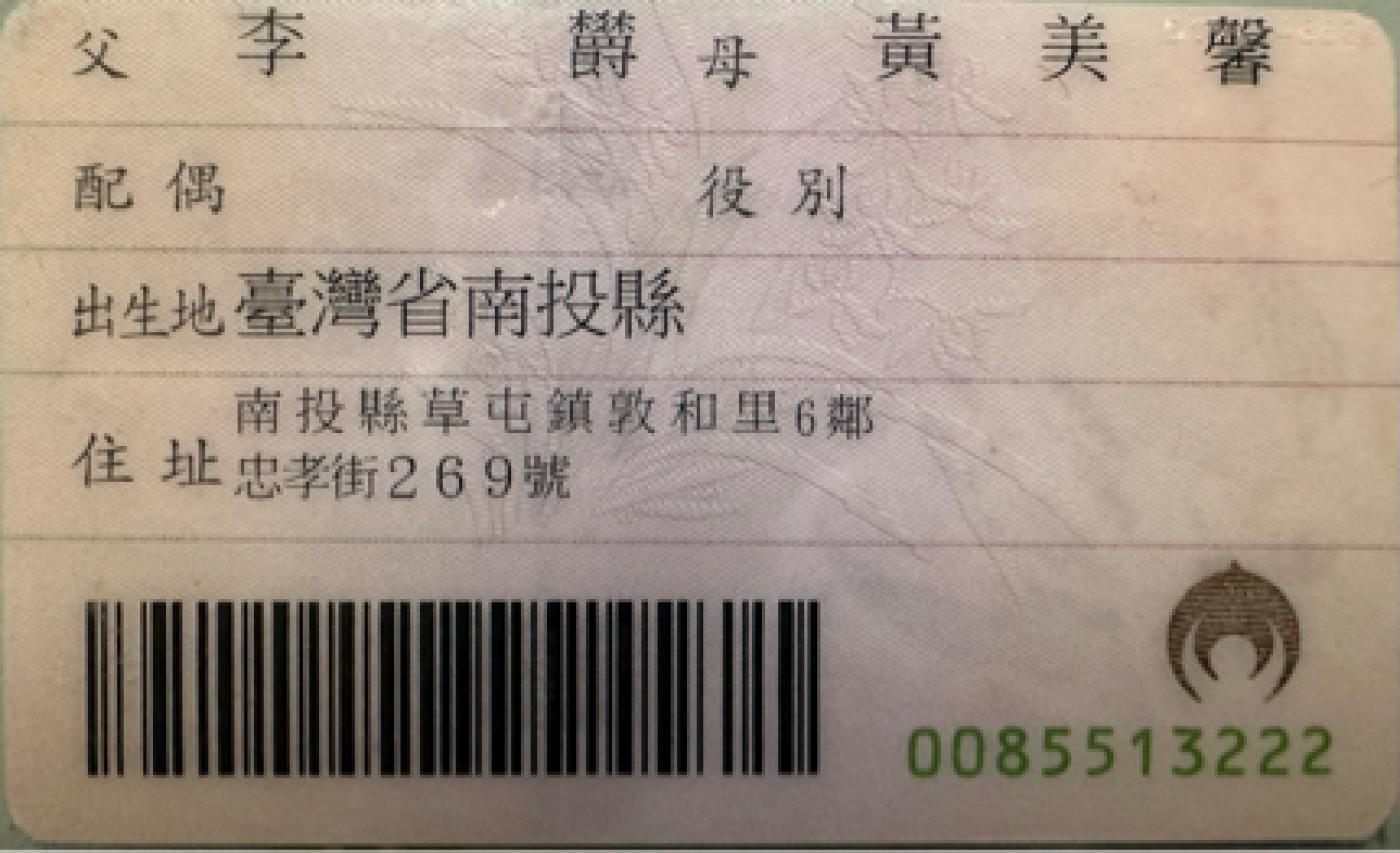 父 李 欝 母 黃 美 馨
配偶 役別
出生地 臺灣省南投縣
住址 南投縣草屯鎮敦和里6鄰
忠孝街269號
0085513222